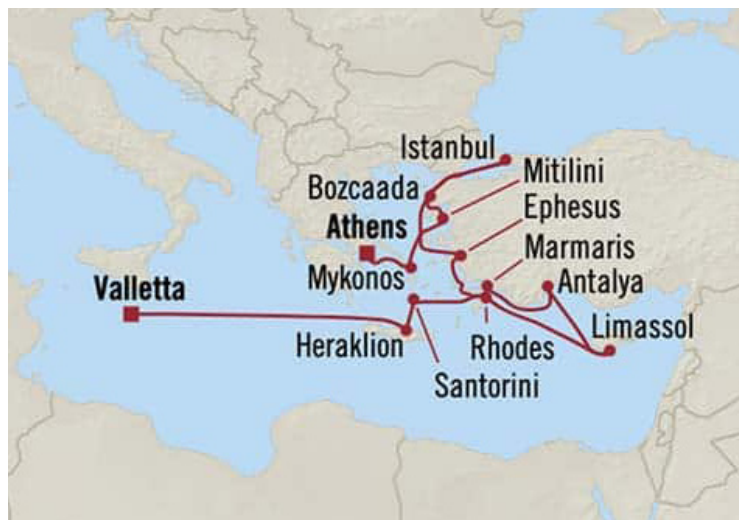 Istanbul
Mitilini
Bozcaada
Ephesus
Athens
Marmaris
Mykonos
Antalya
Valletta
Limassol
Heraklion
Rhodes
Santorini